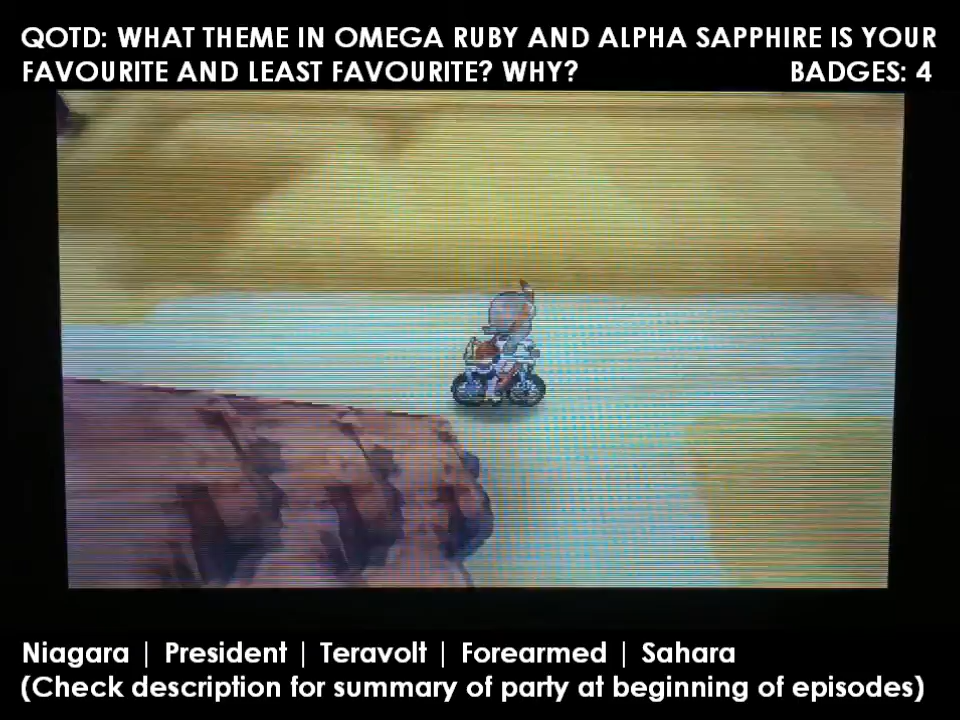 QOTD: WHAT THEME IN OMEGA RUBY AND ALPHA SAPPHIRE IS YOUR
FAVOURITE AND LEAST FAVOURITE? WHY? BADGES: 4
Niagara | President | Teravolt | Forearmed | Sahara
(Check description for summary of party at beginning of episodes)